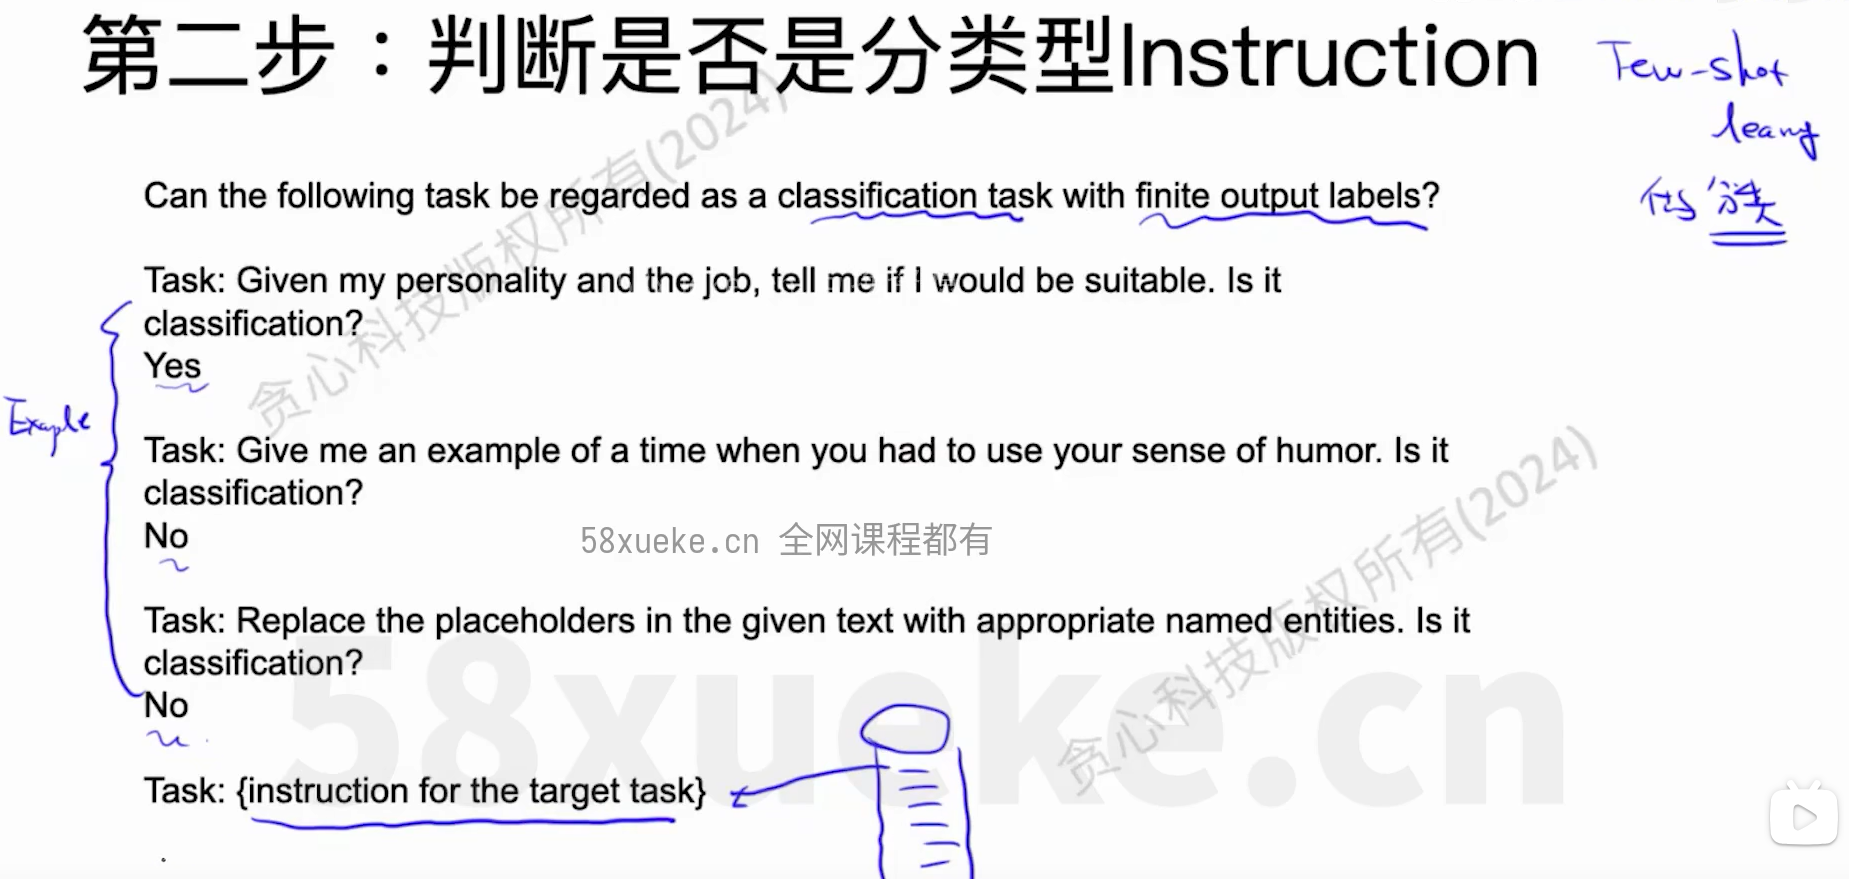 第二步：判断是否是分类型Instruction
Few-shot
Can the following task be regarded as a classification task with finite output labels?
分类
Task: Given my personality and the job, tell me if I would be suitable. Is it
classification?
Yes
Task: Give me an example of a time when you had to use your sense of humor. Is it
classification?
No
58xueke.cn 全网课程都有
Task: Replace the placeholders in the given text with appropriate named entities. Is it
classification?
No
Task: {instruction for the target task}
贪心科技版权所有(2024)
贪心科技版权所有(2024)
58xueke.cn